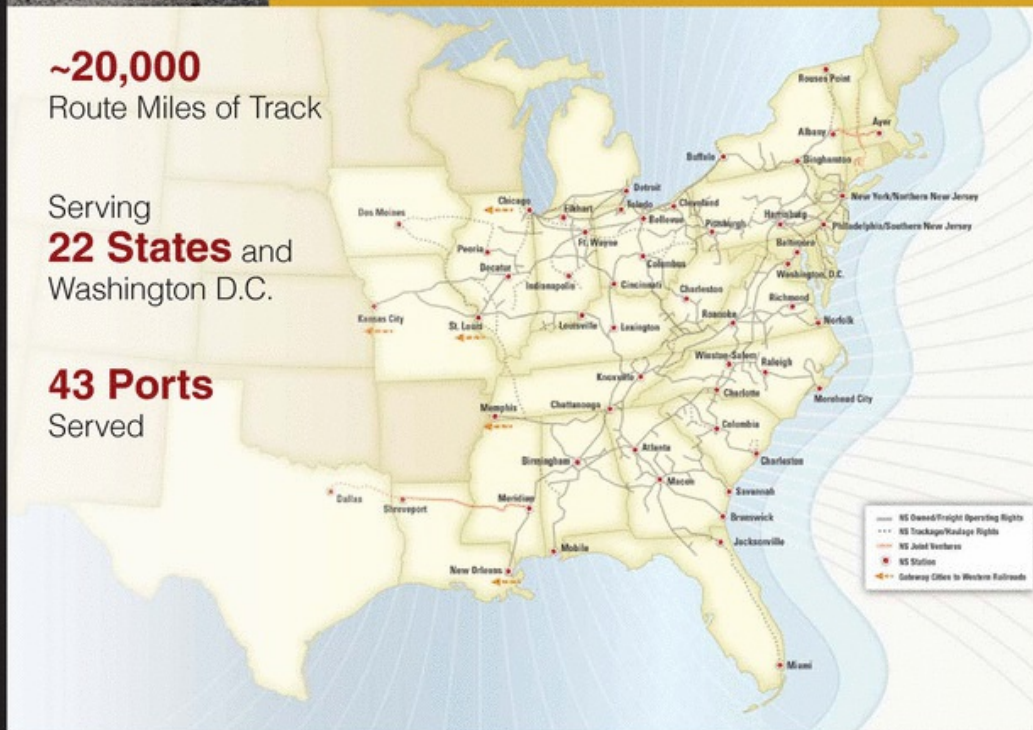 ~20,000
Route Miles of Track
Serving
22 States and
Washington D.C.
43 Ports
Served
Rouses Point
Albany
Ayer
Buffalo
Binghamton
Detroit
Chicago
Elkhart
Toledo
Cleveland
New York/Northern New Jersey
Des Moines
Bellevue
Pittsburgh
Harrisburg
Philadelphia/Southern New Jersey
Peoria
Ft. Wayne
Baltimore
Decatur
Columbus
Washington, D.C.
Indianapolis
Cincinnati
Charleston
Richmond
Kansas City
St. Louis
Louisville
Lexington
Roanoke
Norfolk
Winston-Salem
Raleigh
Knoxville
Charlotte
Morehead City
Memphis
Chattanooga
Columbia
Birmingham
Atlanta
Charleston
Macon
Savannah
Dallas
Shreveport
Meridian
Brunswick
Jacksonville
Mobile
New Orleans
Miami
NS Owned/Freight Operating Rights
NS Trackage/Haulage Rights
NS Joint Ventures
NS Station
Gateway Cities to Western Railroads